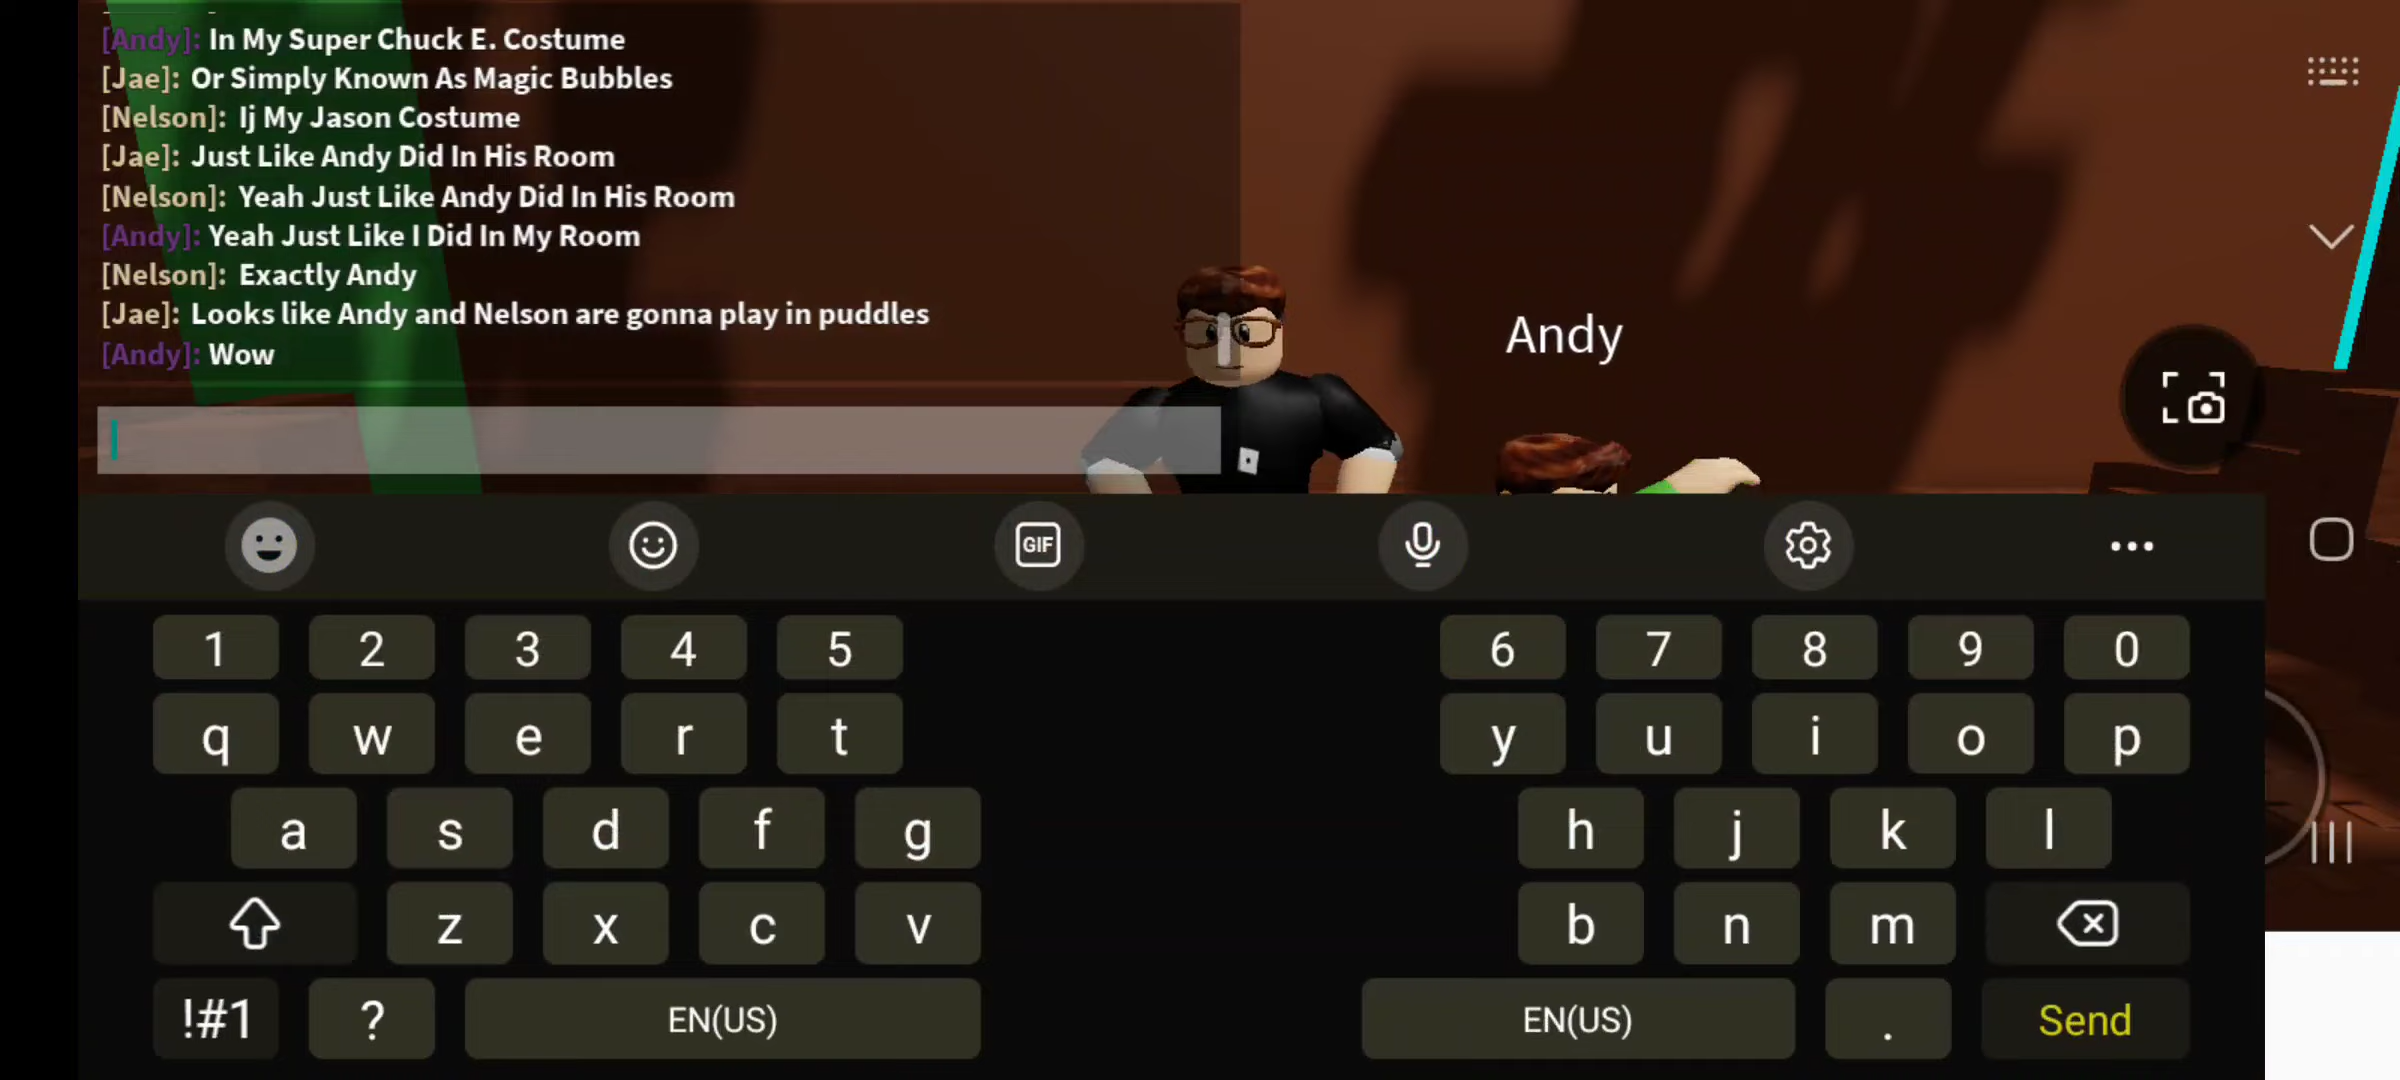 [Andy]: In My Super Chuck E. Costume
[Jae]: Or Simply Known As Magic Bubbles
[Nelson]: Ij My Jason Costume
[Jae]: Just Like Andy Did In His Room
[Nelson]: Yeah Just Like Andy Did In His Room
[Andy]: Yeah Just Like I Did In My Room
[Nelson]: Exactly Andy
[Jae]: Looks like Andy and Nelson are gonna play in puddles
[Andy]: Wow
Andy
GIF
1 2 3 4 5 6 7 8 9 0
q w e r t y u i o p
a s d f g h j k l
z x c v b n m
!#1 ? EN(US) EN(US) . Send